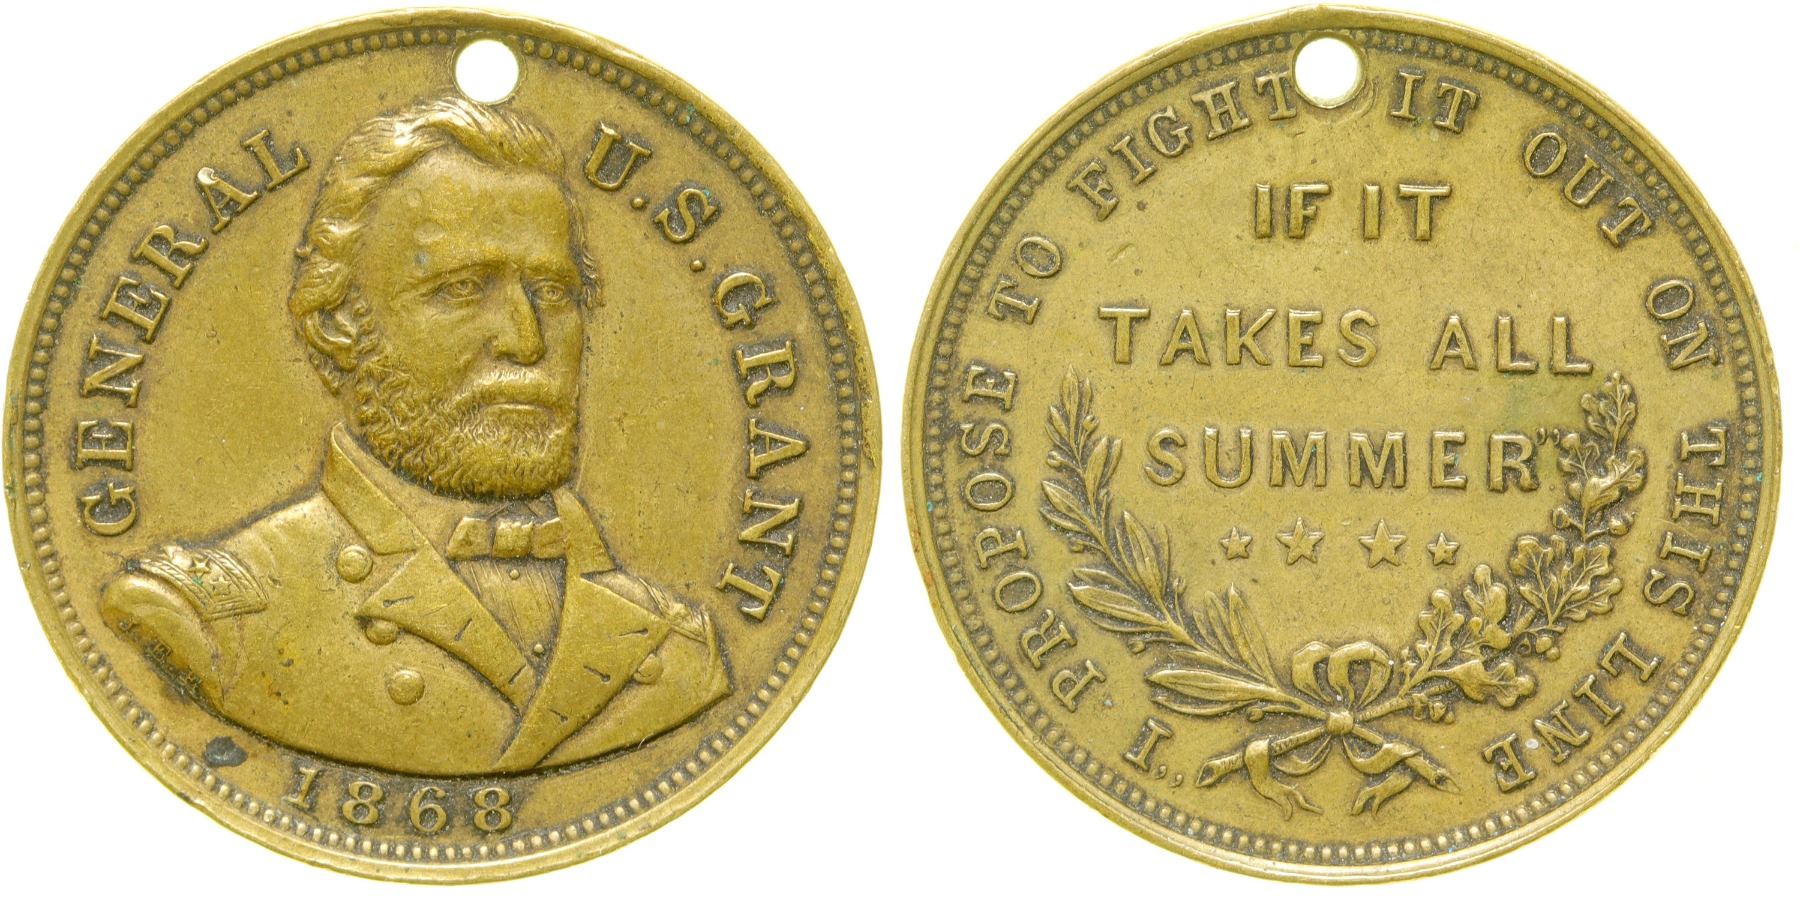 GENERAL U.S. GRANT
1868
"I PROPOSE TO FIGHT IT OUT ON THIS LINE
IF IT
TAKES ALL
SUMMER"